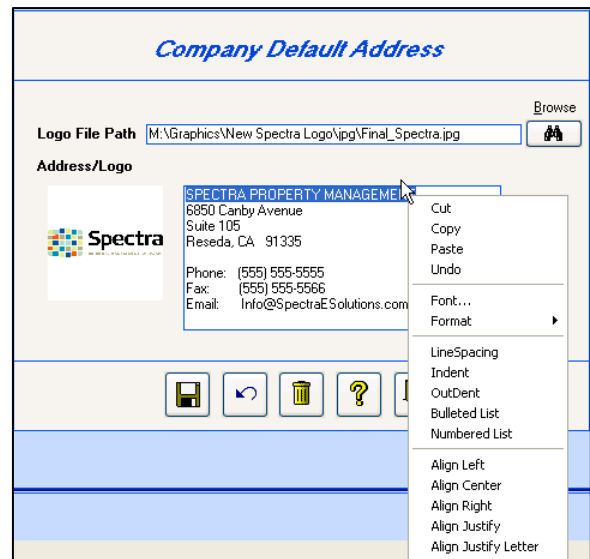 Company Default Address
Browse
Logo File Path M:\Graphics\New Spectra Logo\jpg\Final_Spectra.jpg
Address/Logo
Spectra
SPECTRA PROPERTY MANAGEME
6850 Canby Avenue
Suite 105
Reseda, CA 91335
Phone: (555) 555-5555
Fax: (555) 555-5566
Email: Info@SpectraESolutions.com
Cut
Copy
Paste
Undo
Font...
Format
LineSpacing
Indent
OutDent
Bulleted List
Numbered List
Align Left
Align Center
Align Right
Align Justify
Align Justify Letter